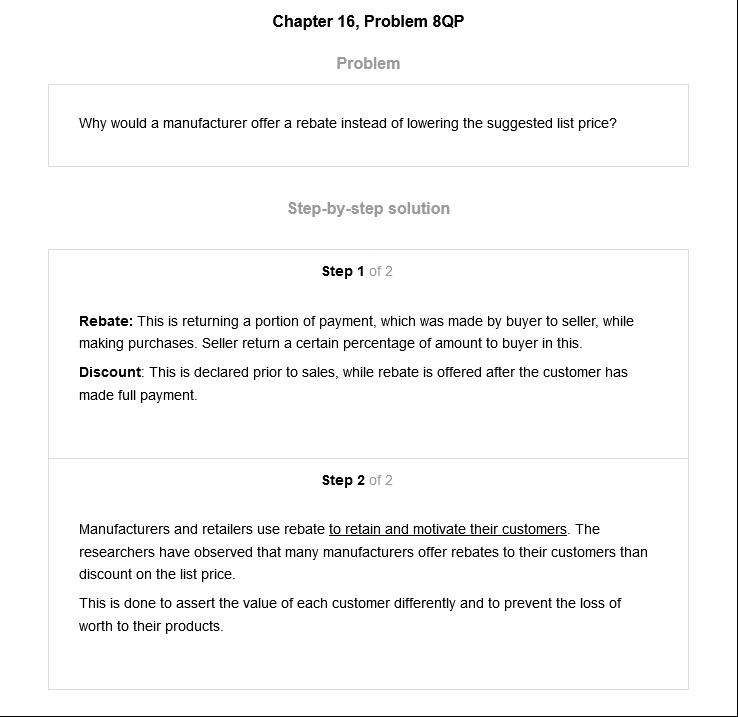 Chapter 16, Problem 8QP
Problem
Why would a manufacturer offer a rebate instead of lowering the suggested list price?
Step-by-step solution
Step 1 of 2
Rebate: This is returning a portion of payment, which was made by buyer to seller, while
making purchases. Seller return a certain percentage of amount to buyer in this.
Discount: This is declared prior to sales, while rebate is offered after the customer has
made full payment.
Step 2 of 2
Manufacturers and retailers use rebate to retain and motivate their customers. The
researchers have observed that many manufacturers offer rebates to their customers than
discount on the list price.
This is done to assert the value of each customer differently and to prevent the loss of
worth to their products.